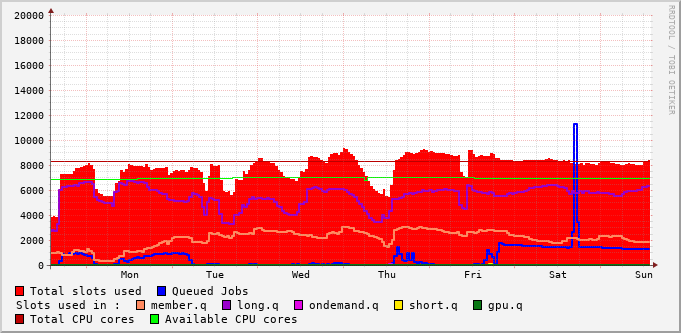 20000
18000
16000
14000
12000
10000
8000
6000
4000
2000
0
Mon Tue Wed Thu Fri Sat Sun
Total slots used Queued Jobs
Slots used in : member.q long.q ondemand.q short.q gpu.q
Total CPU cores Available CPU cores
RRDTOOL / TOBI OETIKER